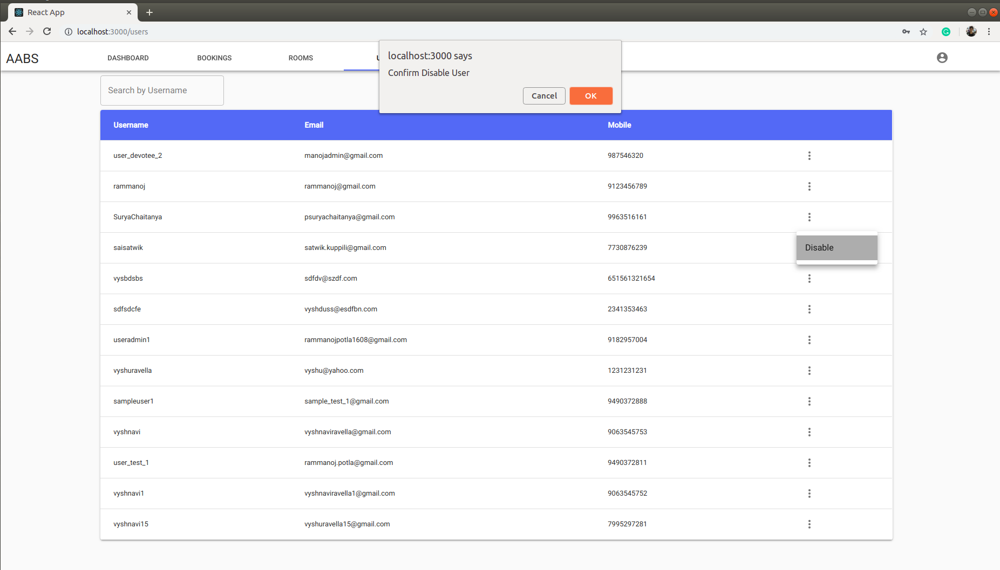 React App
localhost:3000/users
AABS DASHBOARD BOOKINGS ROOMS U
localhost:3000 says
Confirm Disable User
Cancel OK
Search by Username
Username Email Mobile
user_devotee_2 manojadmin@gmail.com 987546320
rammanoj rammanoj@gmail.com 9123456789
SuryaChaitanya psuryachaitanya@gmail.com 9963516161
saisatwik satwik.kuppili@gmail.com 7730876239 Disable
vysbdsbs sdfdv@szdf.com 651561321654
sdfsdcfe vyshduss@esdfbn.com 2341353463
useradmin1 rammanojpotla1608@gmail.com 9182957004
vyshuravella vyshu@yahoo.com 1231231231
sampleuser1 sample_test_1@gmail.com 9490372888
vyshnavi vyshnaviravella@gmail.com 9063545753
user_test_1 rammanoj.potla@gmail.com 9490372811
vyshnavi1 vyshnaviravella1@gmail.com 9063545752
vyshnavi15 vyshuravella15@gmail.com 7995297281